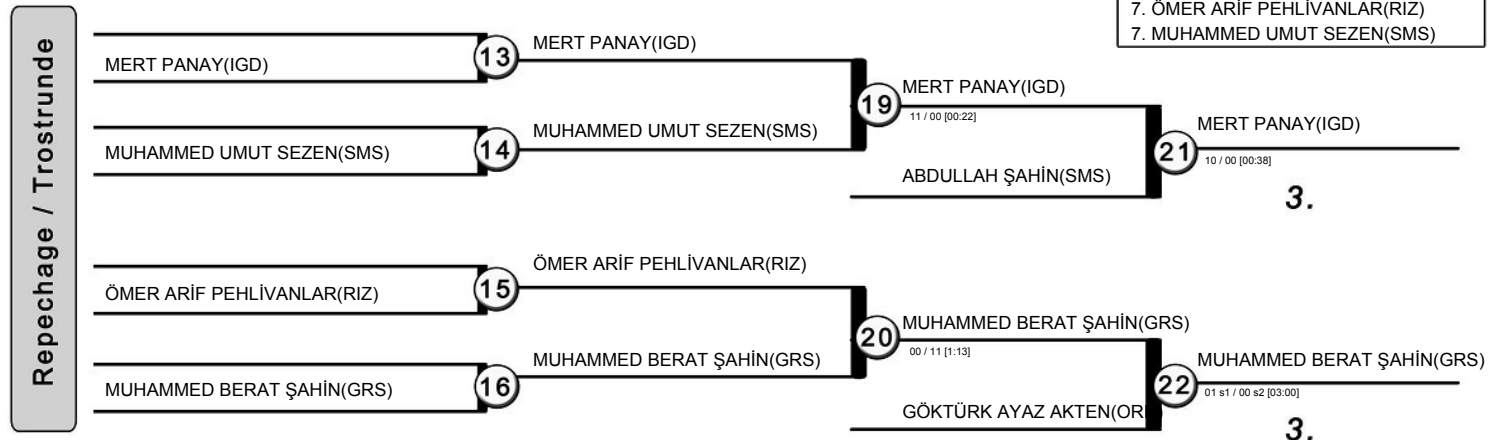 7. ÖMER ARİF PEHLİVANLAR(RIZ)
7. MUHAMMED UMUT SEZEN(SMS)
Repechage / Trostrunde
MERT PANAY(IGD)
13
MERT PANAY(IGD)
MUHAMMED UMUT SEZEN(SMS)
14
MUHAMMED UMUT SEZEN(SMS)
19
MERT PANAY(IGD)
11 / 00 [00:22]
ABDULLAH ŞAHİN(SMS)
21
MERT PANAY(IGD)
10 / 00 [00:38]
3.
ÖMER ARİF PEHLİVANLAR(RIZ)
15
ÖMER ARİF PEHLİVANLAR(RIZ)
MUHAMMED BERAT ŞAHİN(GRS)
16
MUHAMMED BERAT ŞAHİN(GRS)
20
MUHAMMED BERAT ŞAHİN(GRS)
00 / 11 [1:13]
GÖKTÜRK AYAZ
22
MUHAMMED BERAT ŞAHİN(GRS)
01 s1 / 00 s2 [03:00]
3.